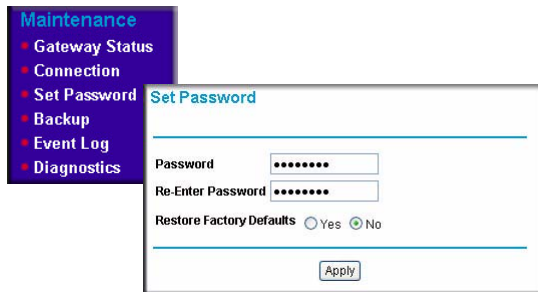 Maintenance
Gateway Status
Connection
Set Password
Backup
Event Log
Diagnostics
Set Password
Password ••••••••
Re-Enter Password ••••••••
Restore Factory Defaults Yes No
Apply